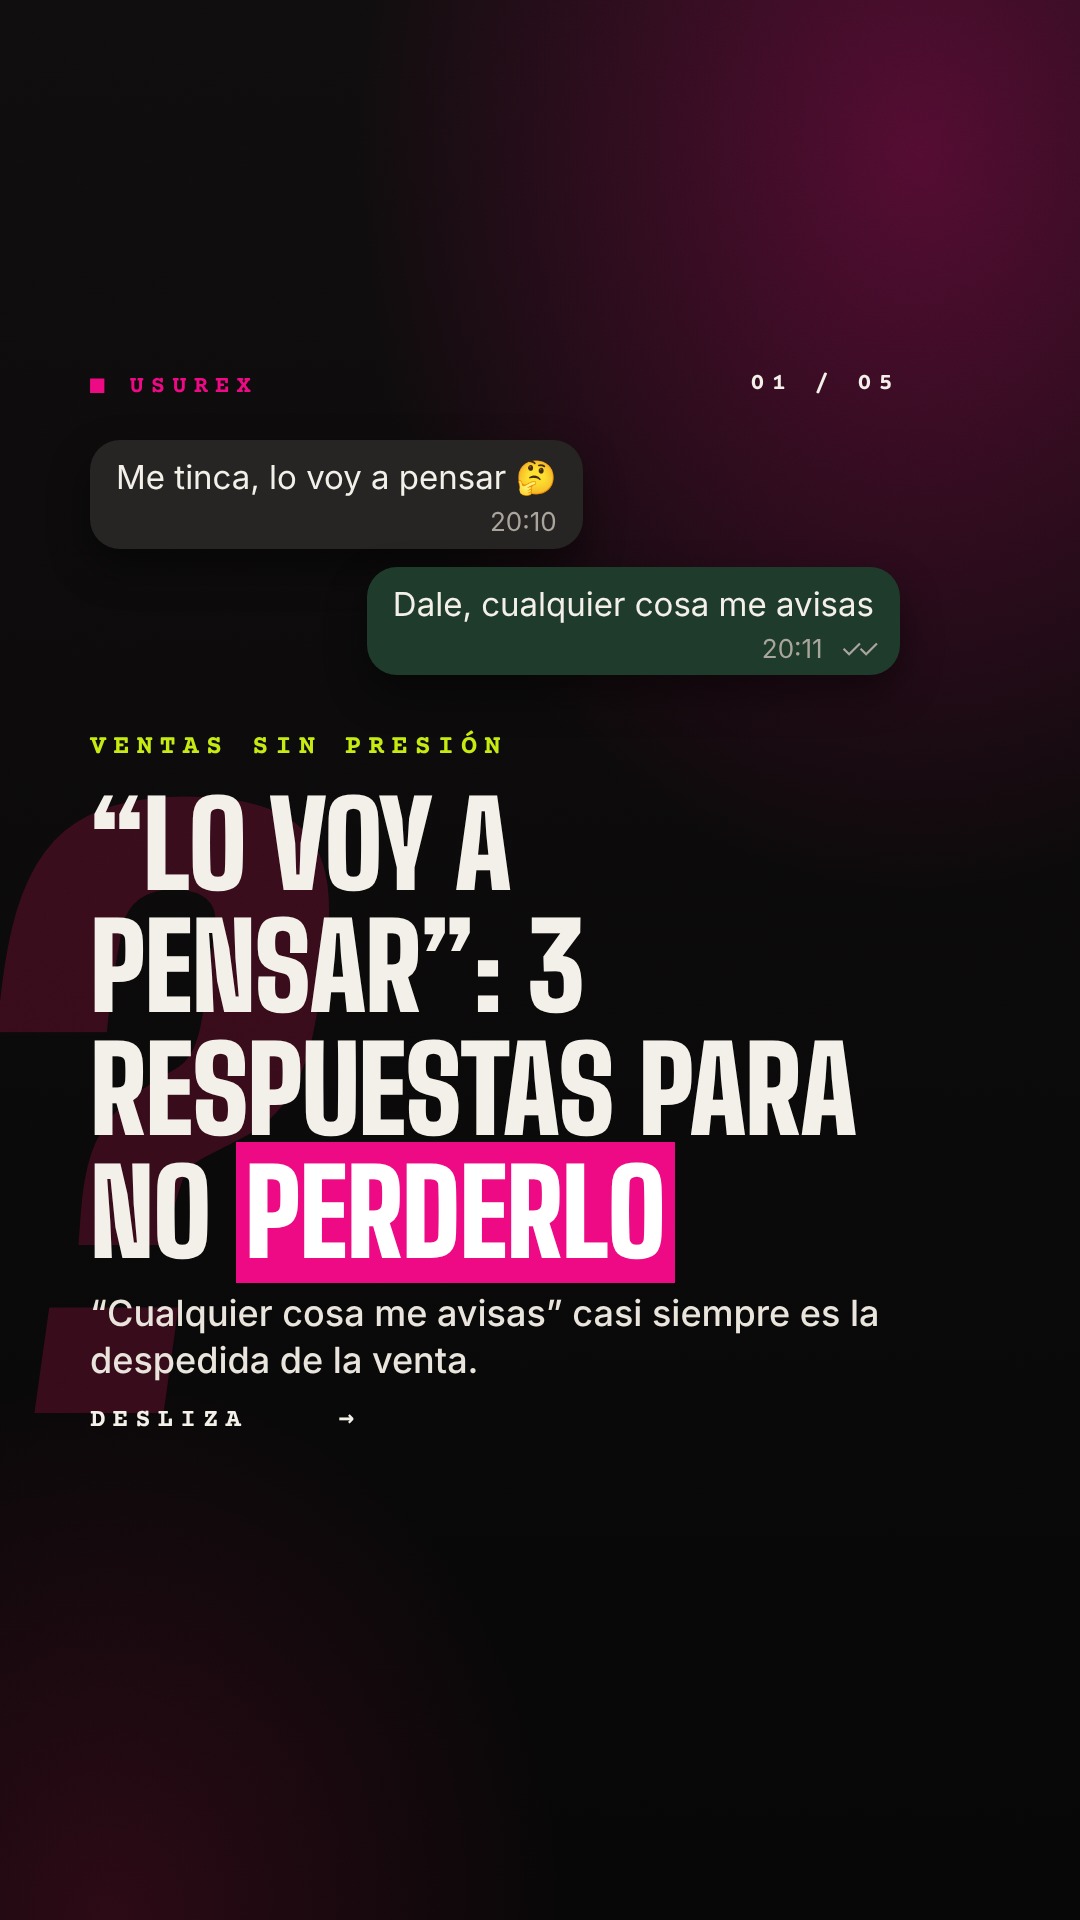 ■ USUREX
01 / 05
Me tinca, lo voy a pensar 🤔
20:10
Dale, cualquier cosa me avisas
20:11 ✓✓
VENTAS SIN PRESIÓN
“LO VOY A
PENSAR”: 3
RESPUESTAS PARA
NO PERDERLO
“Cualquier cosa me avisas” casi siempre es la
despedida de la venta.
DESLIZA →